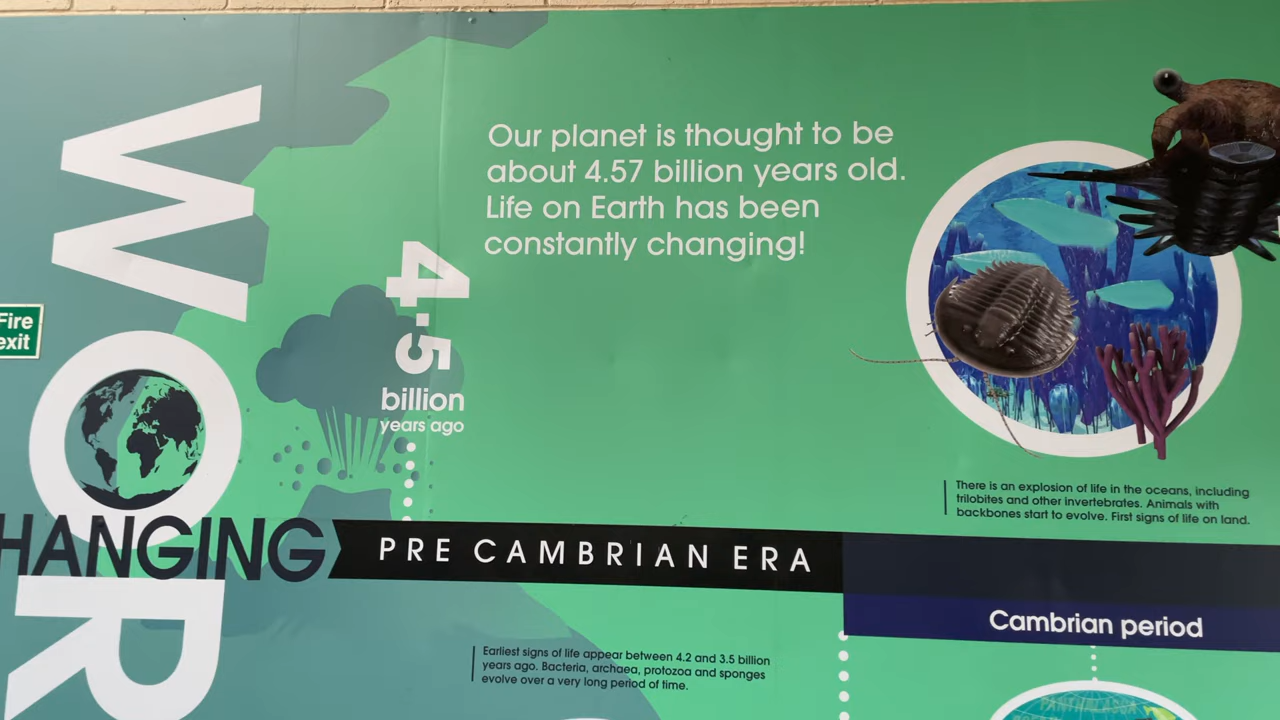 WOR
HANGING
Fire
exit
Our planet is thought to be
about 4.57 billion years old.
Life on Earth has been
constantly changing!
4.5
billion
years ago
There is an explosion of life in the oceans, including
trilobites and other invertebrates. Animals with
backbones start to evolve. First signs of life on land.
PRE CAMBRIAN ERA
Cambrian period
Earliest signs of life appear between 4.2 and 3.5 billion
years ago. Bacteria, archaea, protozoa and sponges
evolve over a very long period of time.
PANTHALASSA